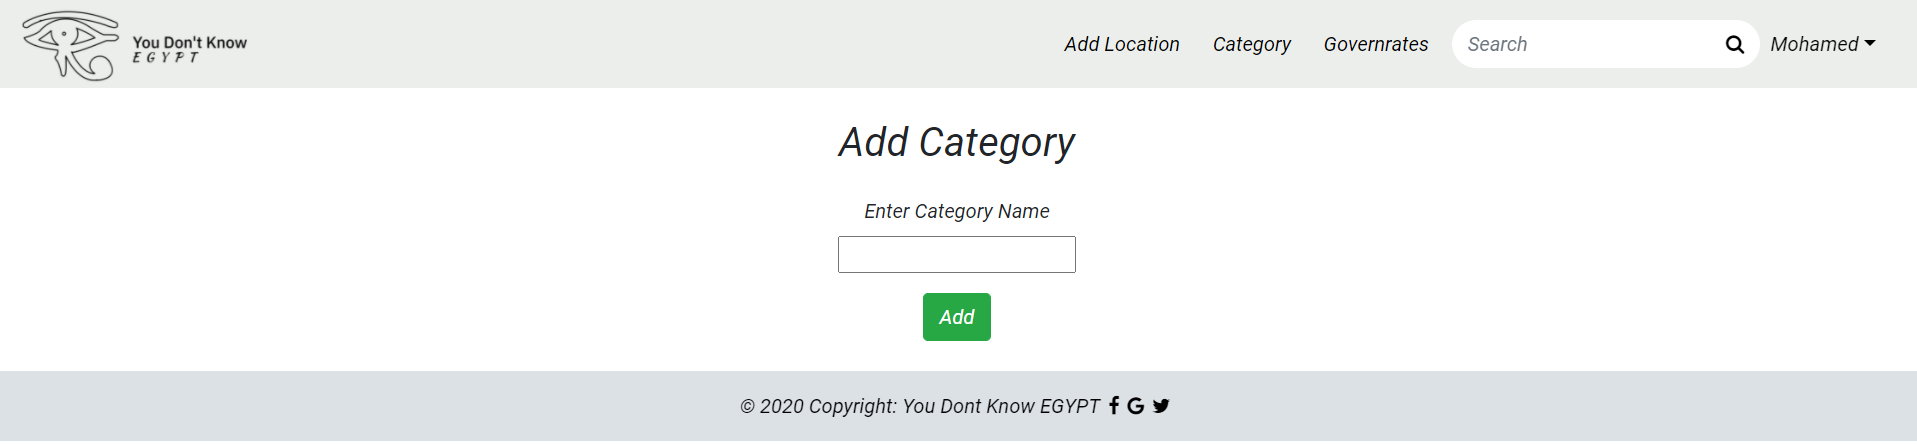 You Don't Know
EGYPT
Add Location Category Governrates Search Mohamed
Add Category
Enter Category Name
Add
© 2020 Copyright: You Dont Know EGYPT